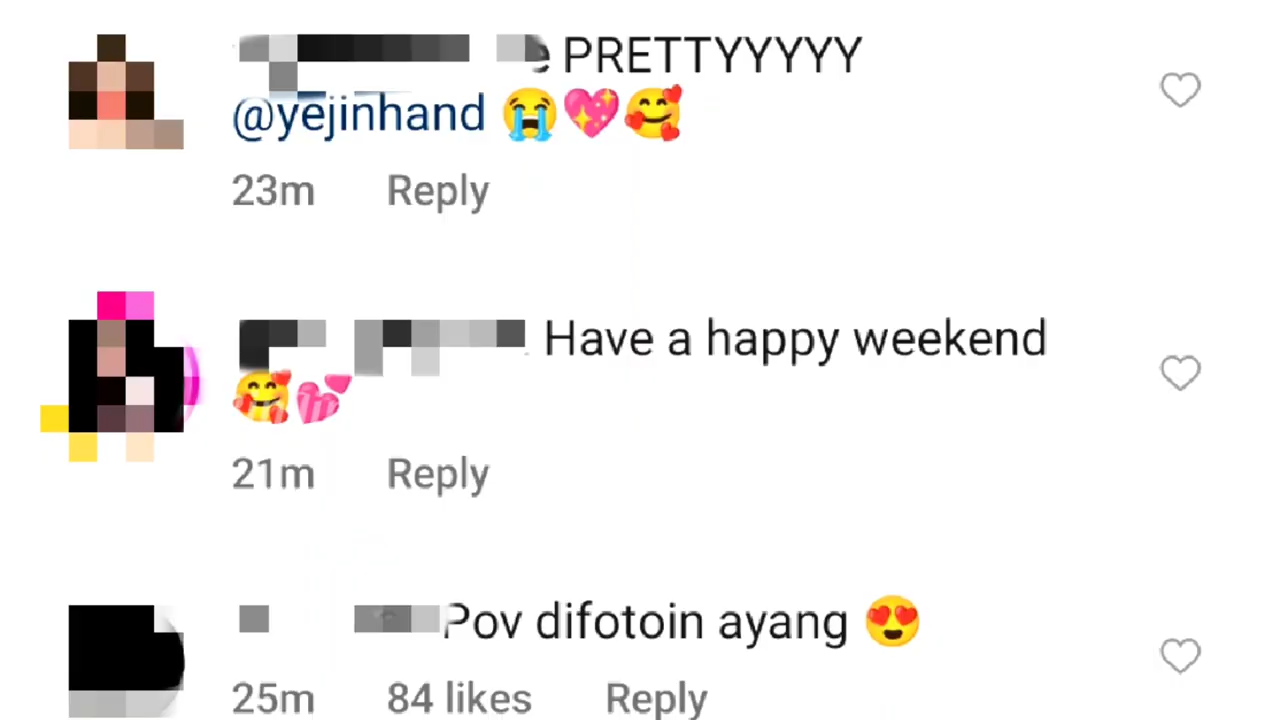 PRETTYYYYY
@yejinhand 😭💖🥰
23m Reply
Have a happy weekend
🥰💕
21m Reply
Pov difotoin ayang 😍
25m 84 likes Reply